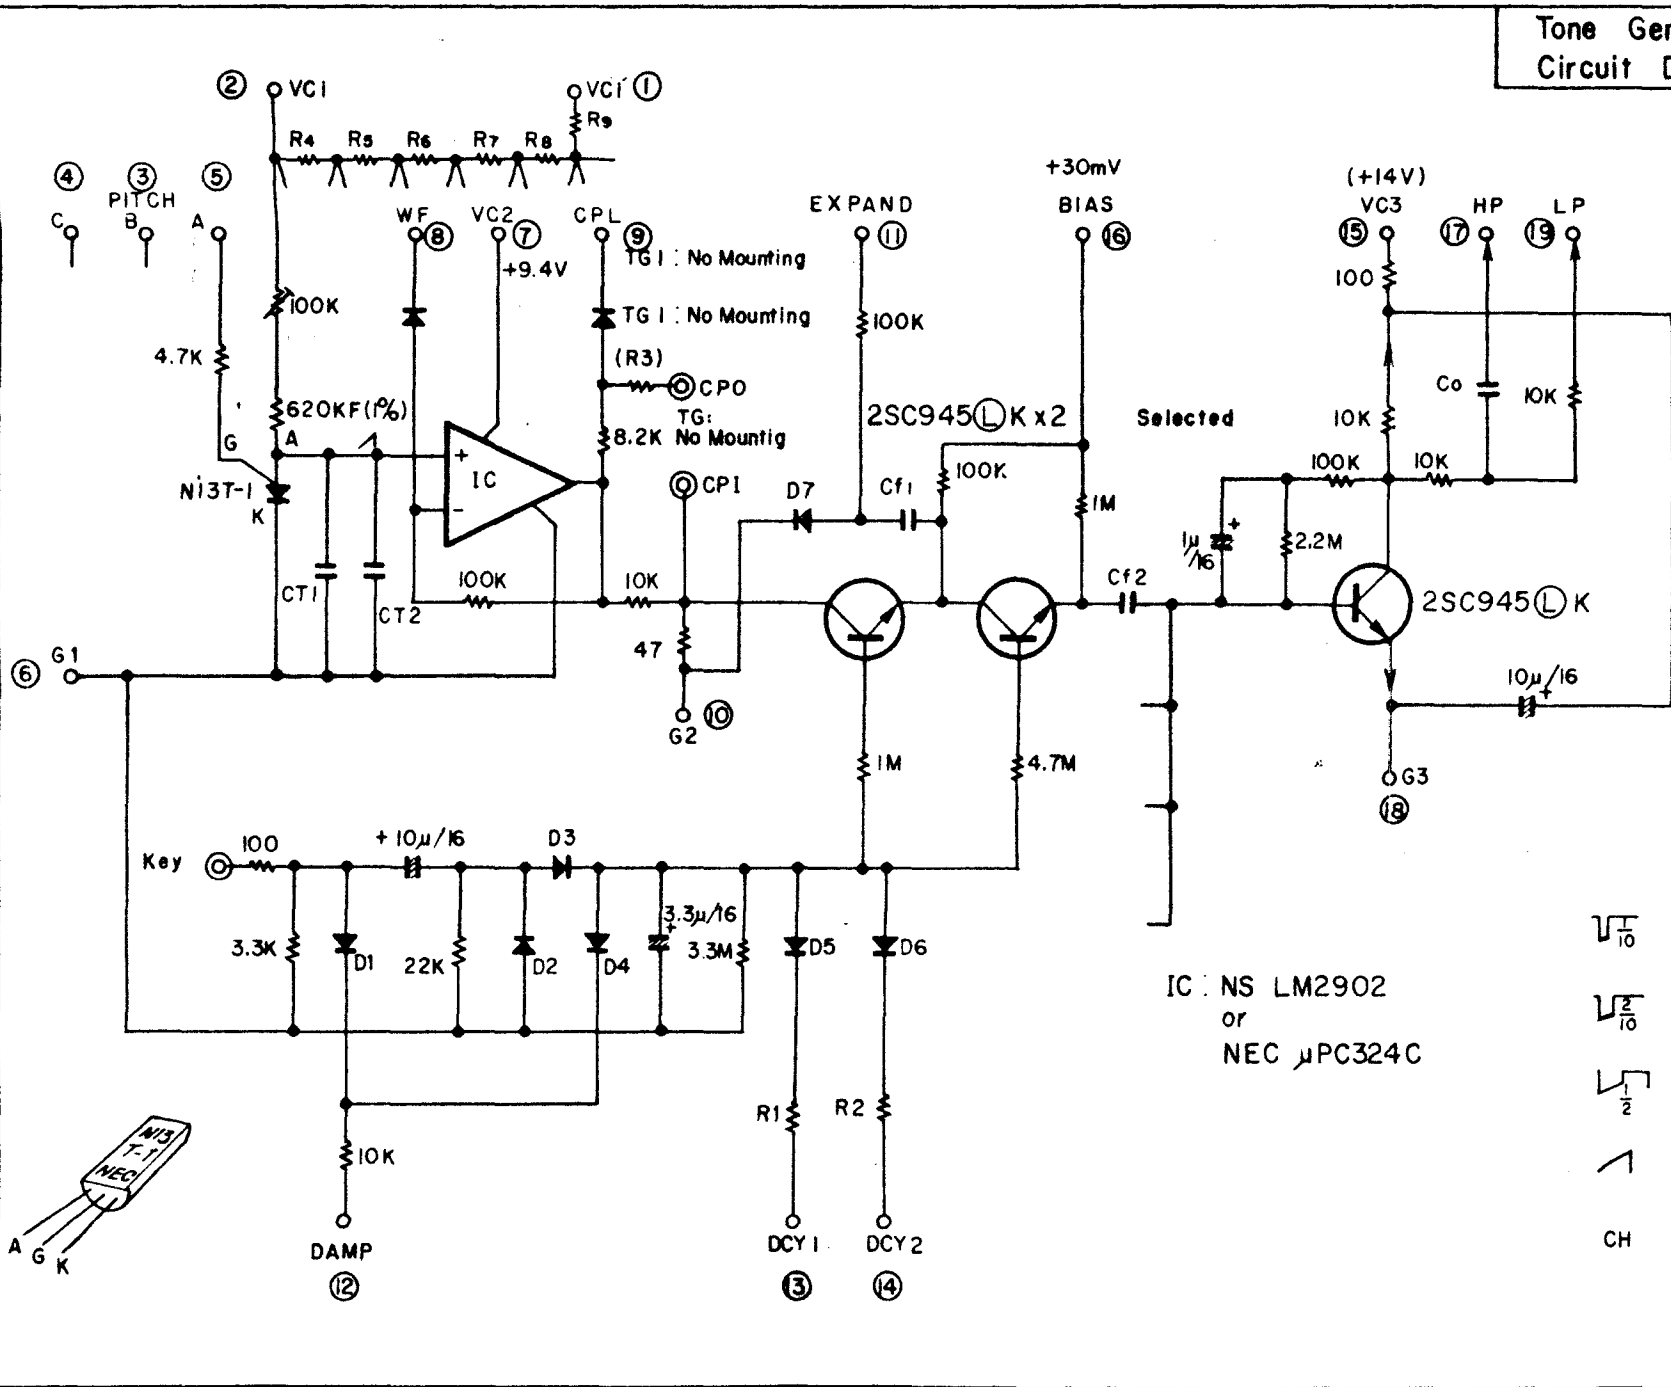 Tone Ger
Circuit D
② VC1
VC1 ①
R9
R4 R5 R6 R7 R8
④ ③ ⑤
PITCH
C B A
WF VC2 CPL
⑧ ⑦ ⑨
+9.4V
TG1 : No Mounting
TG1 : No Mounting
EXPAND
⑪
+30mV
BIAS
⑯
(+14V)
VC3 HP LP
⑮ ⑰ ⑲
100
100K
4.7K
100K
(R3)
CPO
TG:
No Mountig
8.2K
620KF(1%)
G A
Ni3T-1
K
+
-
IC
CPI
2SC945ⓁK x2
Selected
D7 Cf1 100K
1M
Co
10K
10K
100K 10K
1μ/16
+
2.2M
CT1
CT2
100K 10K
47
Cf2
2SC945ⓁK
⑥ G1
G2 ⑩
10μ/16
+
1M
4.7M
G3
⑱
Key
100
+ 10μ/16
D3
3.3K
D1
22K
D2
D4
3.3μ/16
+
3.3M
D5
D6
IC : NS LM2902
or
NEC μPC324C
1/10
2/10
1/2
CH
R1 R2
10K
N13
T-1
NEC
A G K
DAMP
⑫
DCY1
⑬
DCY2
⑭